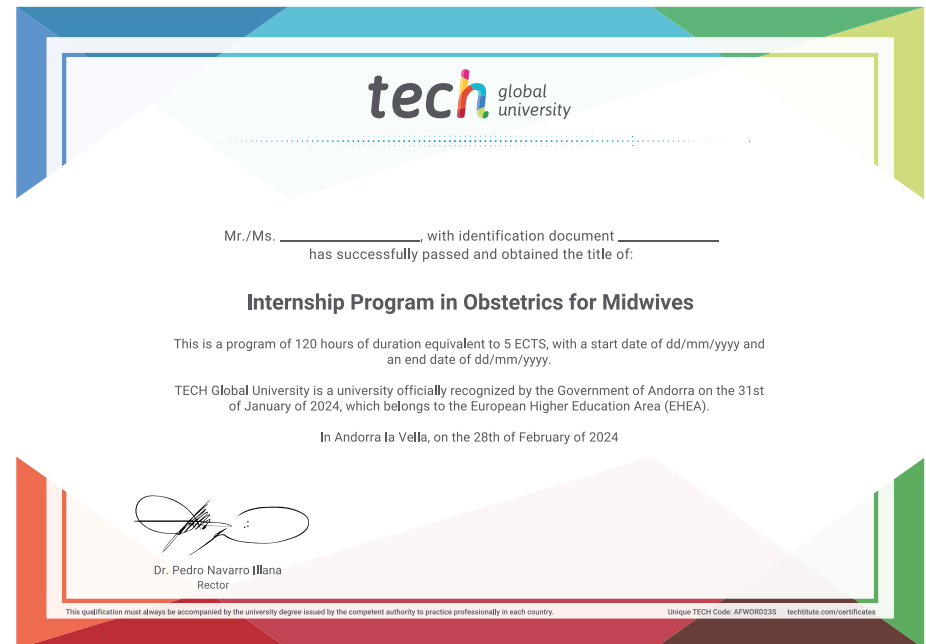 tech global university
Mr./Ms. ____________________, with identification document ______________
has successfully passed and obtained the title of:
Internship Program in Obstetrics for Midwives
This is a program of 120 hours of duration equivalent to 5 ECTS, with a start date of dd/mm/yyyy and
an end date of dd/mm/yyyy.
TECH Global University is a university officially recognized by the Government of Andorra on the 31st
of January of 2024, which belongs to the European Higher Education Area (EHEA).
In Andorra la Vella, on the 28th of February of 2024
Dr. Pedro Navarro Illana
Rector
This qualification must always be accompanied by the university degree issued by the competent authority to practice professionally in each country.
Unique TECH Code: AFWORD23S techtitute.com/certificates